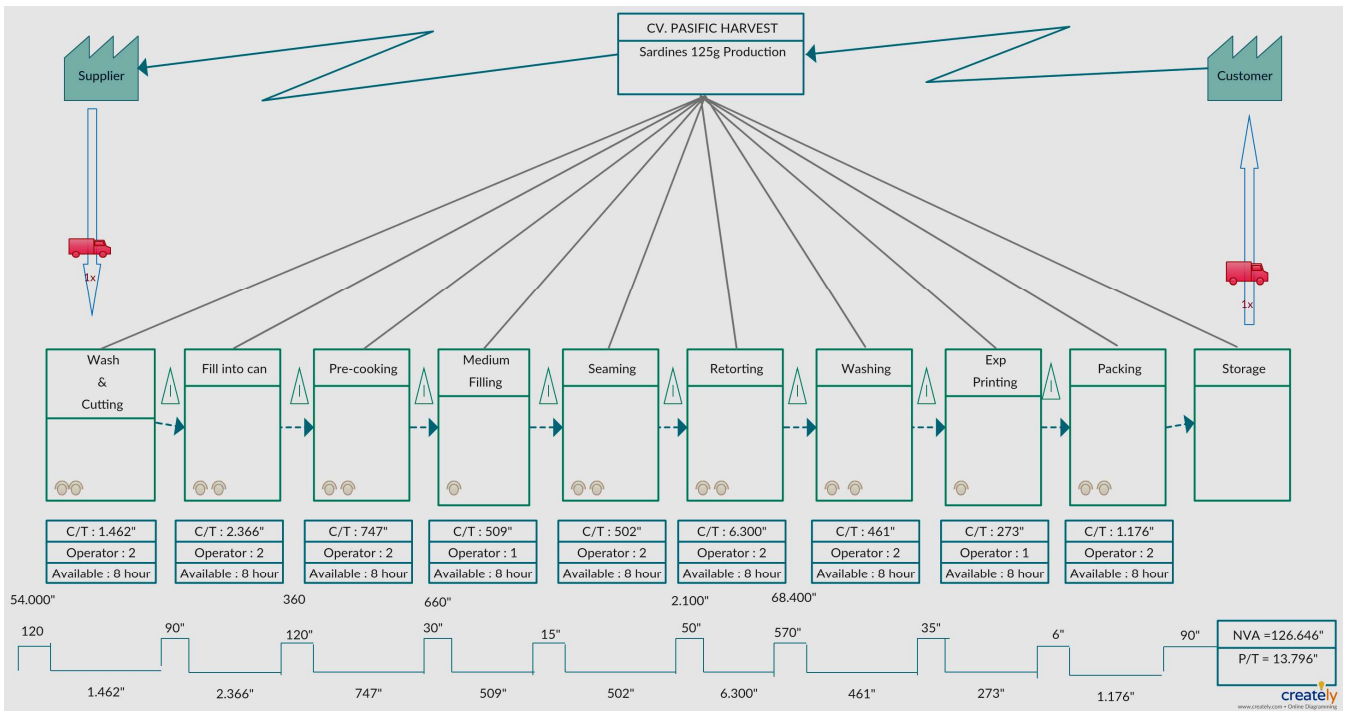 CV. PASIFIC HARVEST
Sardines 125g Production
Supplier
Customer
1x
1x
Wash
&
Cutting
Fill into can
Pre-cooking
Medium
Filling
Seaming
Retorting
Washing
Exp
Printing
Packing
Storage
C/T : 1.462"
Operator : 2
Available : 8 hour
C/T : 2.366"
Operator : 2
Available : 8 hour
C/T : 747"
Operator : 2
Available : 8 hour
C/T : 509"
Operator : 1
Available : 8 hour
C/T : 502"
Operator : 2
Available : 8 hour
C/T : 6.300"
Operator : 2
Available : 8 hour
C/T : 461"
Operator : 2
Available : 8 hour
C/T : 273"
Operator : 1
Available : 8 hour
C/T : 1.176"
Operator : 2
Available : 8 hour
54.000" 360 660" 2.100" 68.400"
120 90" 120" 30" 15" 50" 570" 35" 6" 90"
1.462" 2.366" 747" 509" 502" 6.300" 461" 273" 1.176"
NVA =126.646"
P/T = 13.796"
creately
www.creately.com • Online Diagramming